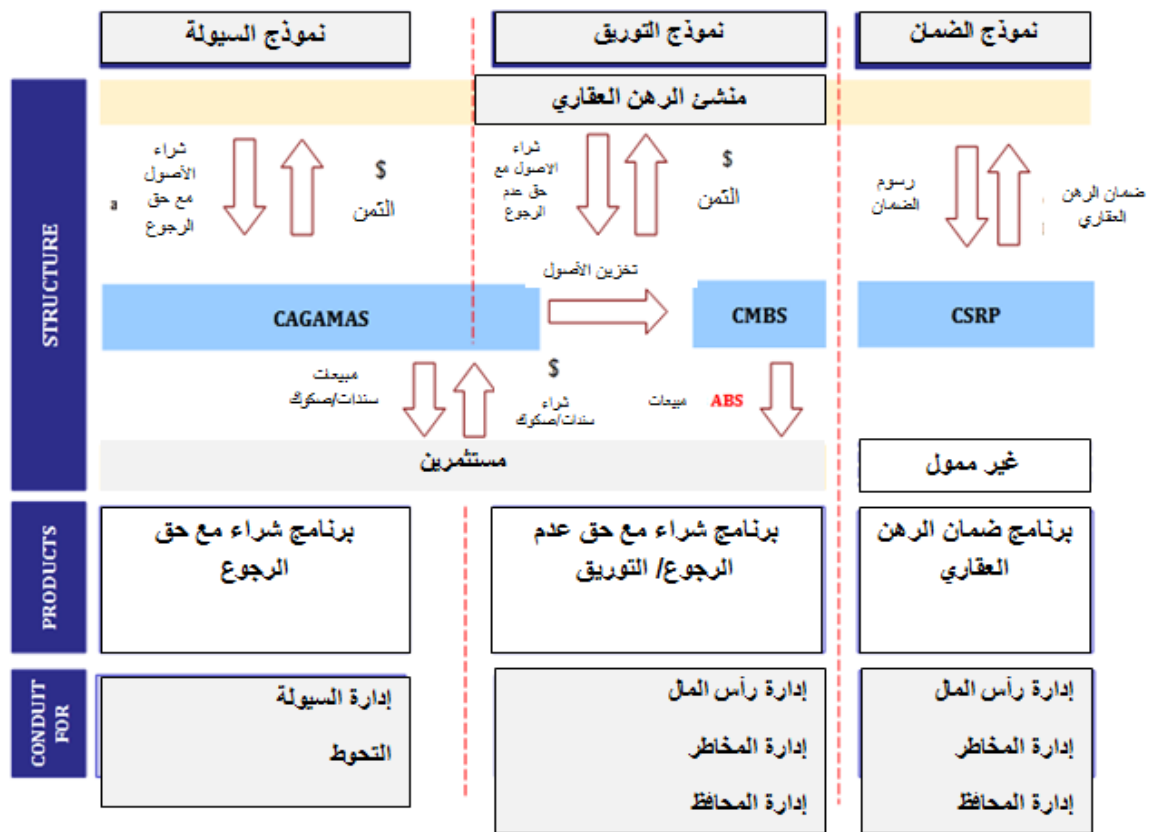 نموذج الضمان
نموذج التوريق
نموذج السيولة
STRUCTURE
منشئ الرهن العقاري
ضمان الرهن
العقاري
رسوم
الضمان
$
الثمن
شراء
الاصول مع
حق عدم
الرجوع
$
الثمن
شراء
الأصول
مع حق
الرجوع
a
تخزين الأصول
CAGAMAS
CMBS
CSRP
مبيعات
سندات/صكوك
$
شراء
سندات/صكوك
مبيعات ABS
مستثمرين
غير ممول
PRODUCTS
برنامج ضمان الرهن
العقاري
برنامج شراء مع حق عدم
الرجوع/ التوريق
برنامج شراء مع حق
الرجوع
CONDUIT
FOR
إدارة رأس المال
إدارة المخاطر
إدارة المحافظ
إدارة رأس المال
إدارة المخاطر
إدارة المحافظ
إدارة السيولة
التحوط